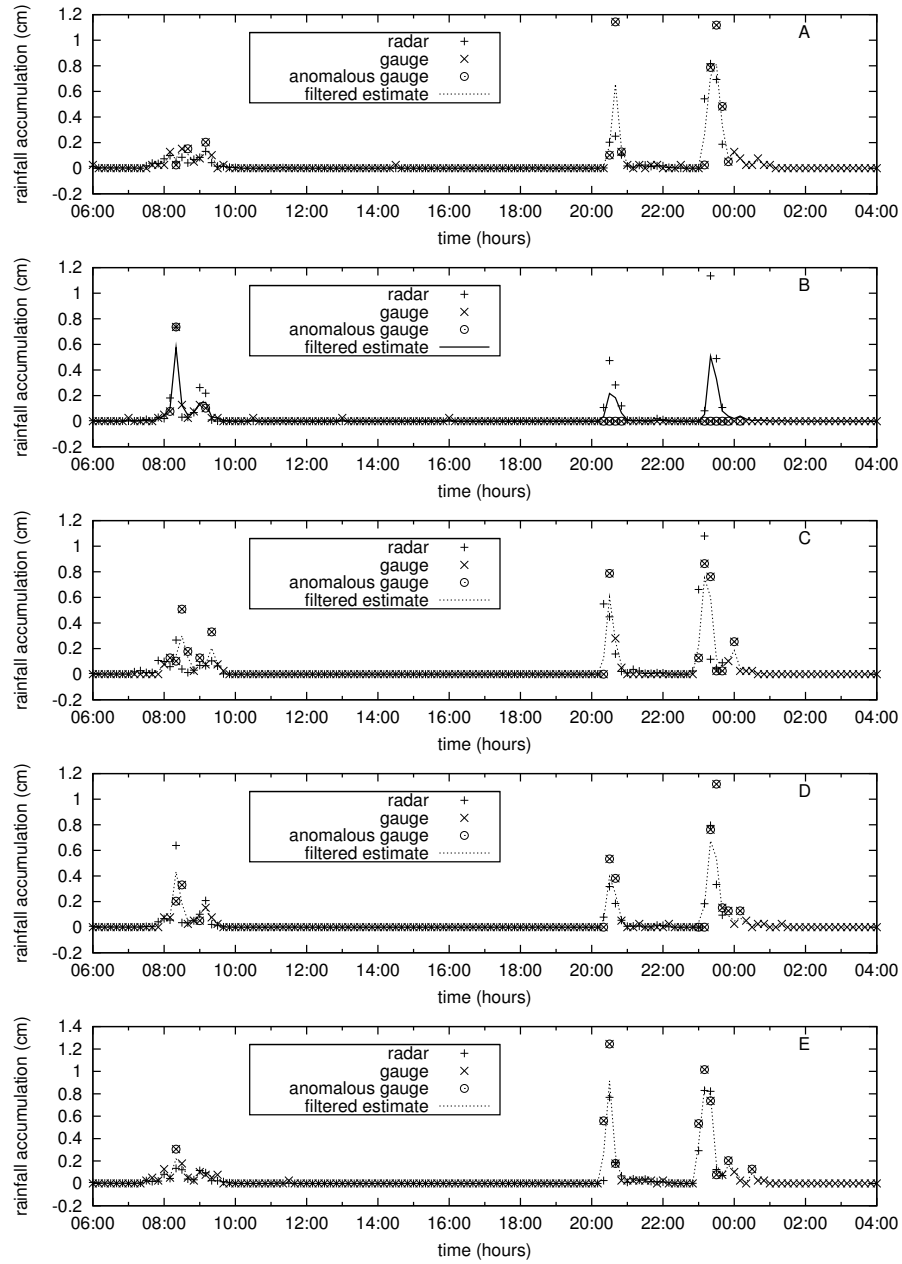 1.2
A
radar
1
gauge
0.8
anomalous gauge
filtered estimate
0.6
0.4
0.2
0
-0.2
06:00 08:00 10:00 12:00 14:00 16:00 18:00 20:00 22:00 00:00 02:00 04:00
time (hours)
rainfall accumulation (cm)
1.2
B
radar
1
gauge
0.8
anomalous gauge
filtered estimate
0.6
0.4
0.2
0
-0.2
06:00 08:00 10:00 12:00 14:00 16:00 18:00 20:00 22:00 00:00 02:00 04:00
time (hours)
rainfall accumulation (cm)
1.2
C
radar
1
gauge
0.8
anomalous gauge
filtered estimate
0.6
0.4
0.2
0
-0.2
06:00 08:00 10:00 12:00 14:00 16:00 18:00 20:00 22:00 00:00 02:00 04:00
time (hours)
rainfall accumulation (cm)
1.2
D
radar
1
gauge
0.8
anomalous gauge
filtered estimate
0.6
0.4
0.2
0
-0.2
06:00 08:00 10:00 12:00 14:00 16:00 18:00 20:00 22:00 00:00 02:00 04:00
time (hours)
rainfall accumulation (cm)
1.4
E
radar
1.2
gauge
1
anomalous gauge
filtered estimate
0.8
0.6
0.4
0.2
0
-0.2
06:00 08:00 10:00 12:00 14:00 16:00 18:00 20:00 22:00 00:00 02:00 04:00
time (hours)
rainfall accumulation (cm)